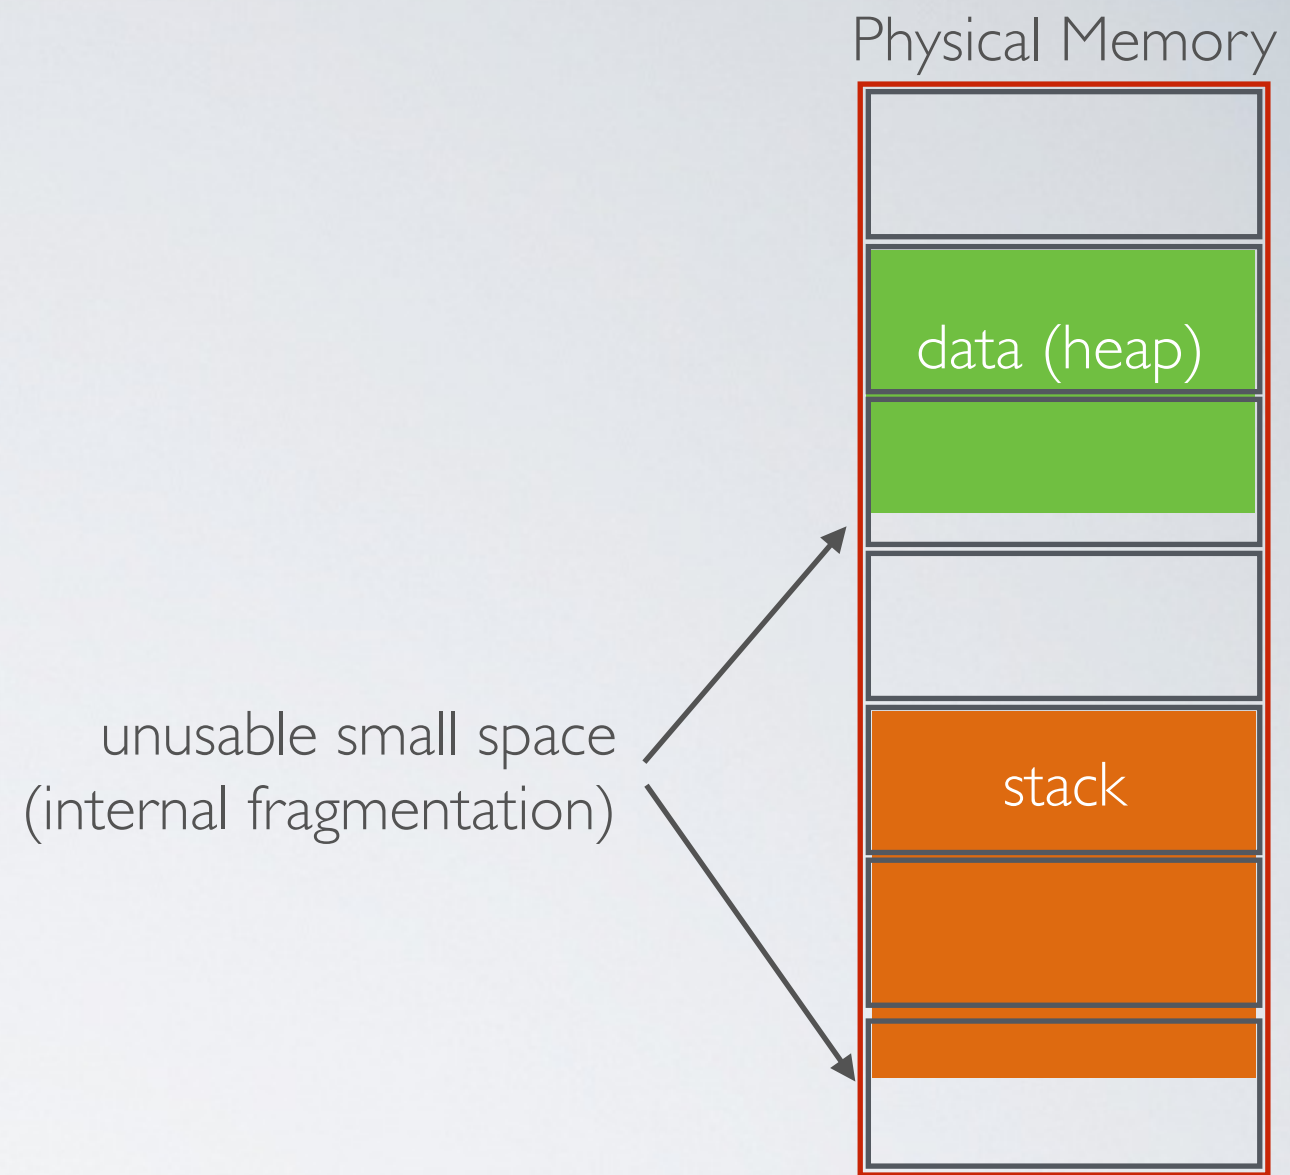 Physical Memory
data (heap)
unusable small space
(internal fragmentation)
stack